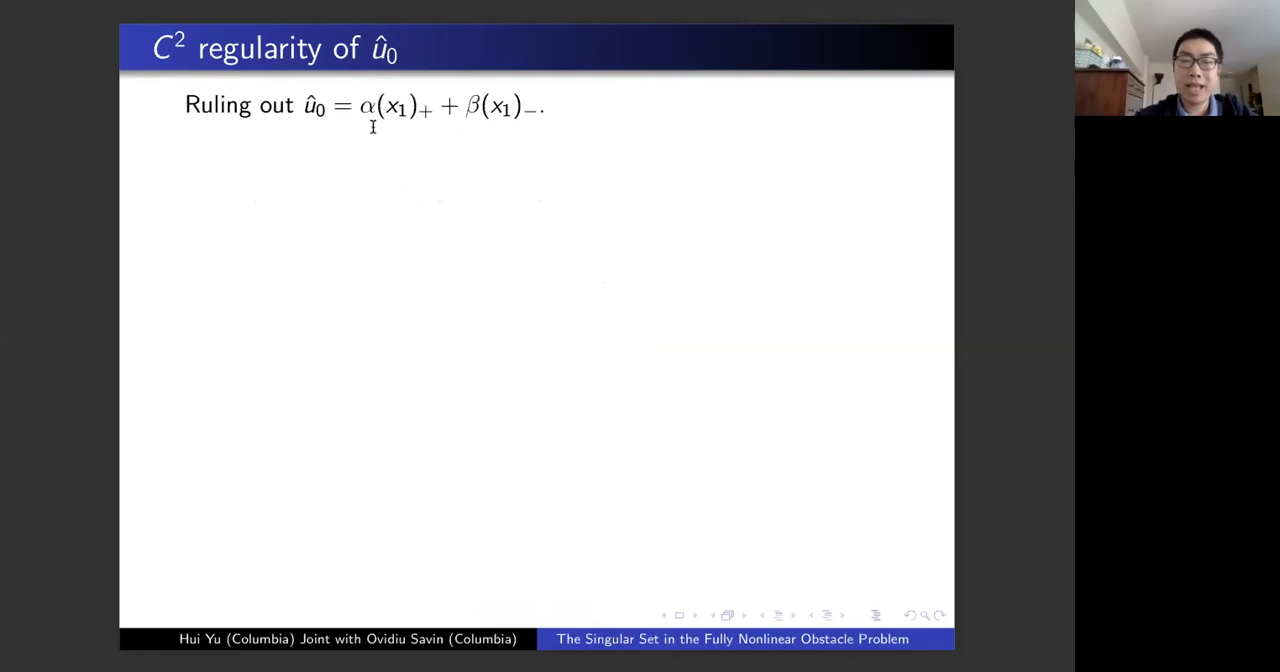 C² regularity of û₀
Ruling out û₀ = α(x₁)₊ + β(x₁)₋.
Hui Yu (Columbia) Joint with Ovidiu Savin (Columbia)
The Singular Set in the Fully Nonlinear Obstacle Problem